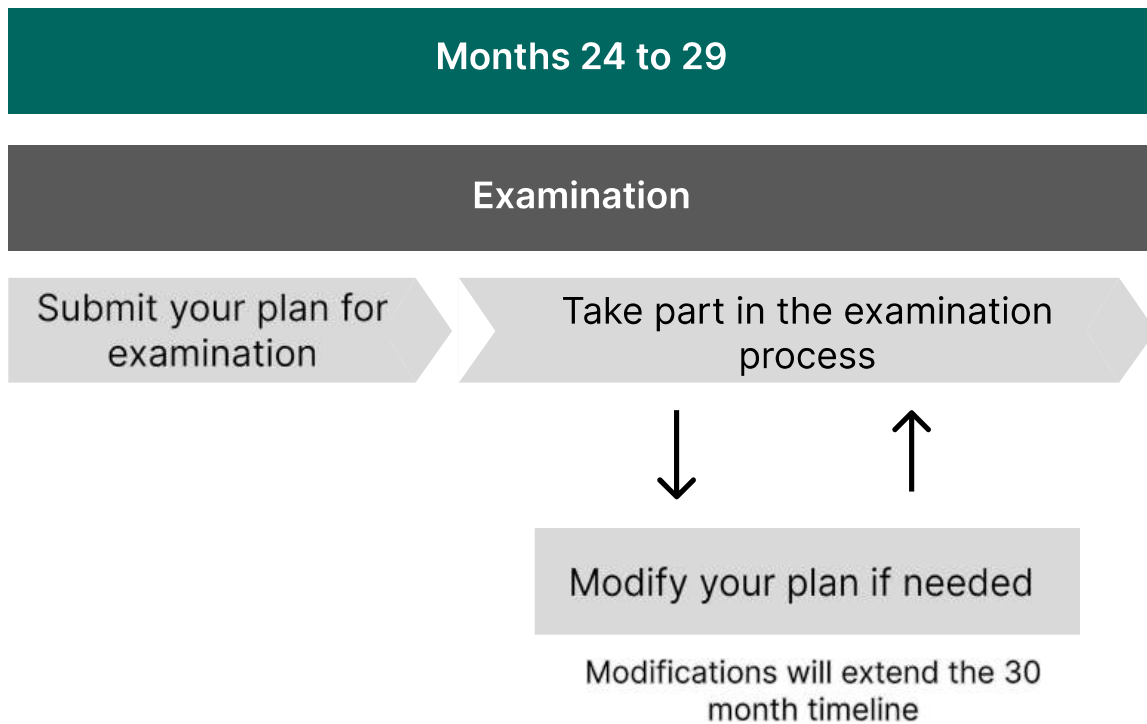 Months 24 to 29
Examination
Submit your plan for
examination
Take part in the examination
process
Modify your plan if needed
Modifications will extend the 30
month timeline